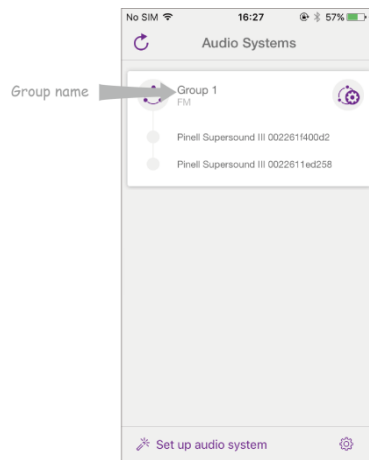 No SIM 16:27 57%
Audio Systems
Group name
Group 1
FM
Pinell Supersound III 002261f400d2
Pinell Supersound III 0022611ed258
Set up audio system